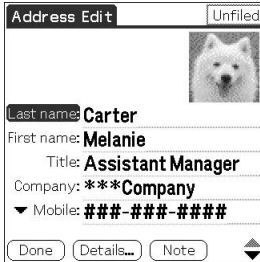 Address Edit Unfiled
Last name: Carter
First name: Melanie
Title: Assistant Manager
Company: ***Company
Mobile: ###-###-####
Done Details... Note